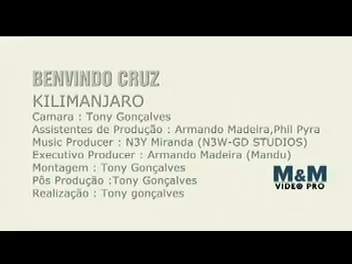 BENVINDO CRUZ
KILIMANJARO
Camara : Tony Gonçalves
Assistentes de Produção : Armando Madeira,Phil Pyra
Music Producer : N3Y Miranda (N3W-GD STUDIOS)
Executivo Producer : Armando Madeira (Mandu)
Montagem : Tony Gonçalves
Pôs Produção :Tony Gonçalves
Realização : Tony gonçalves
M&M
VIDEO PRO